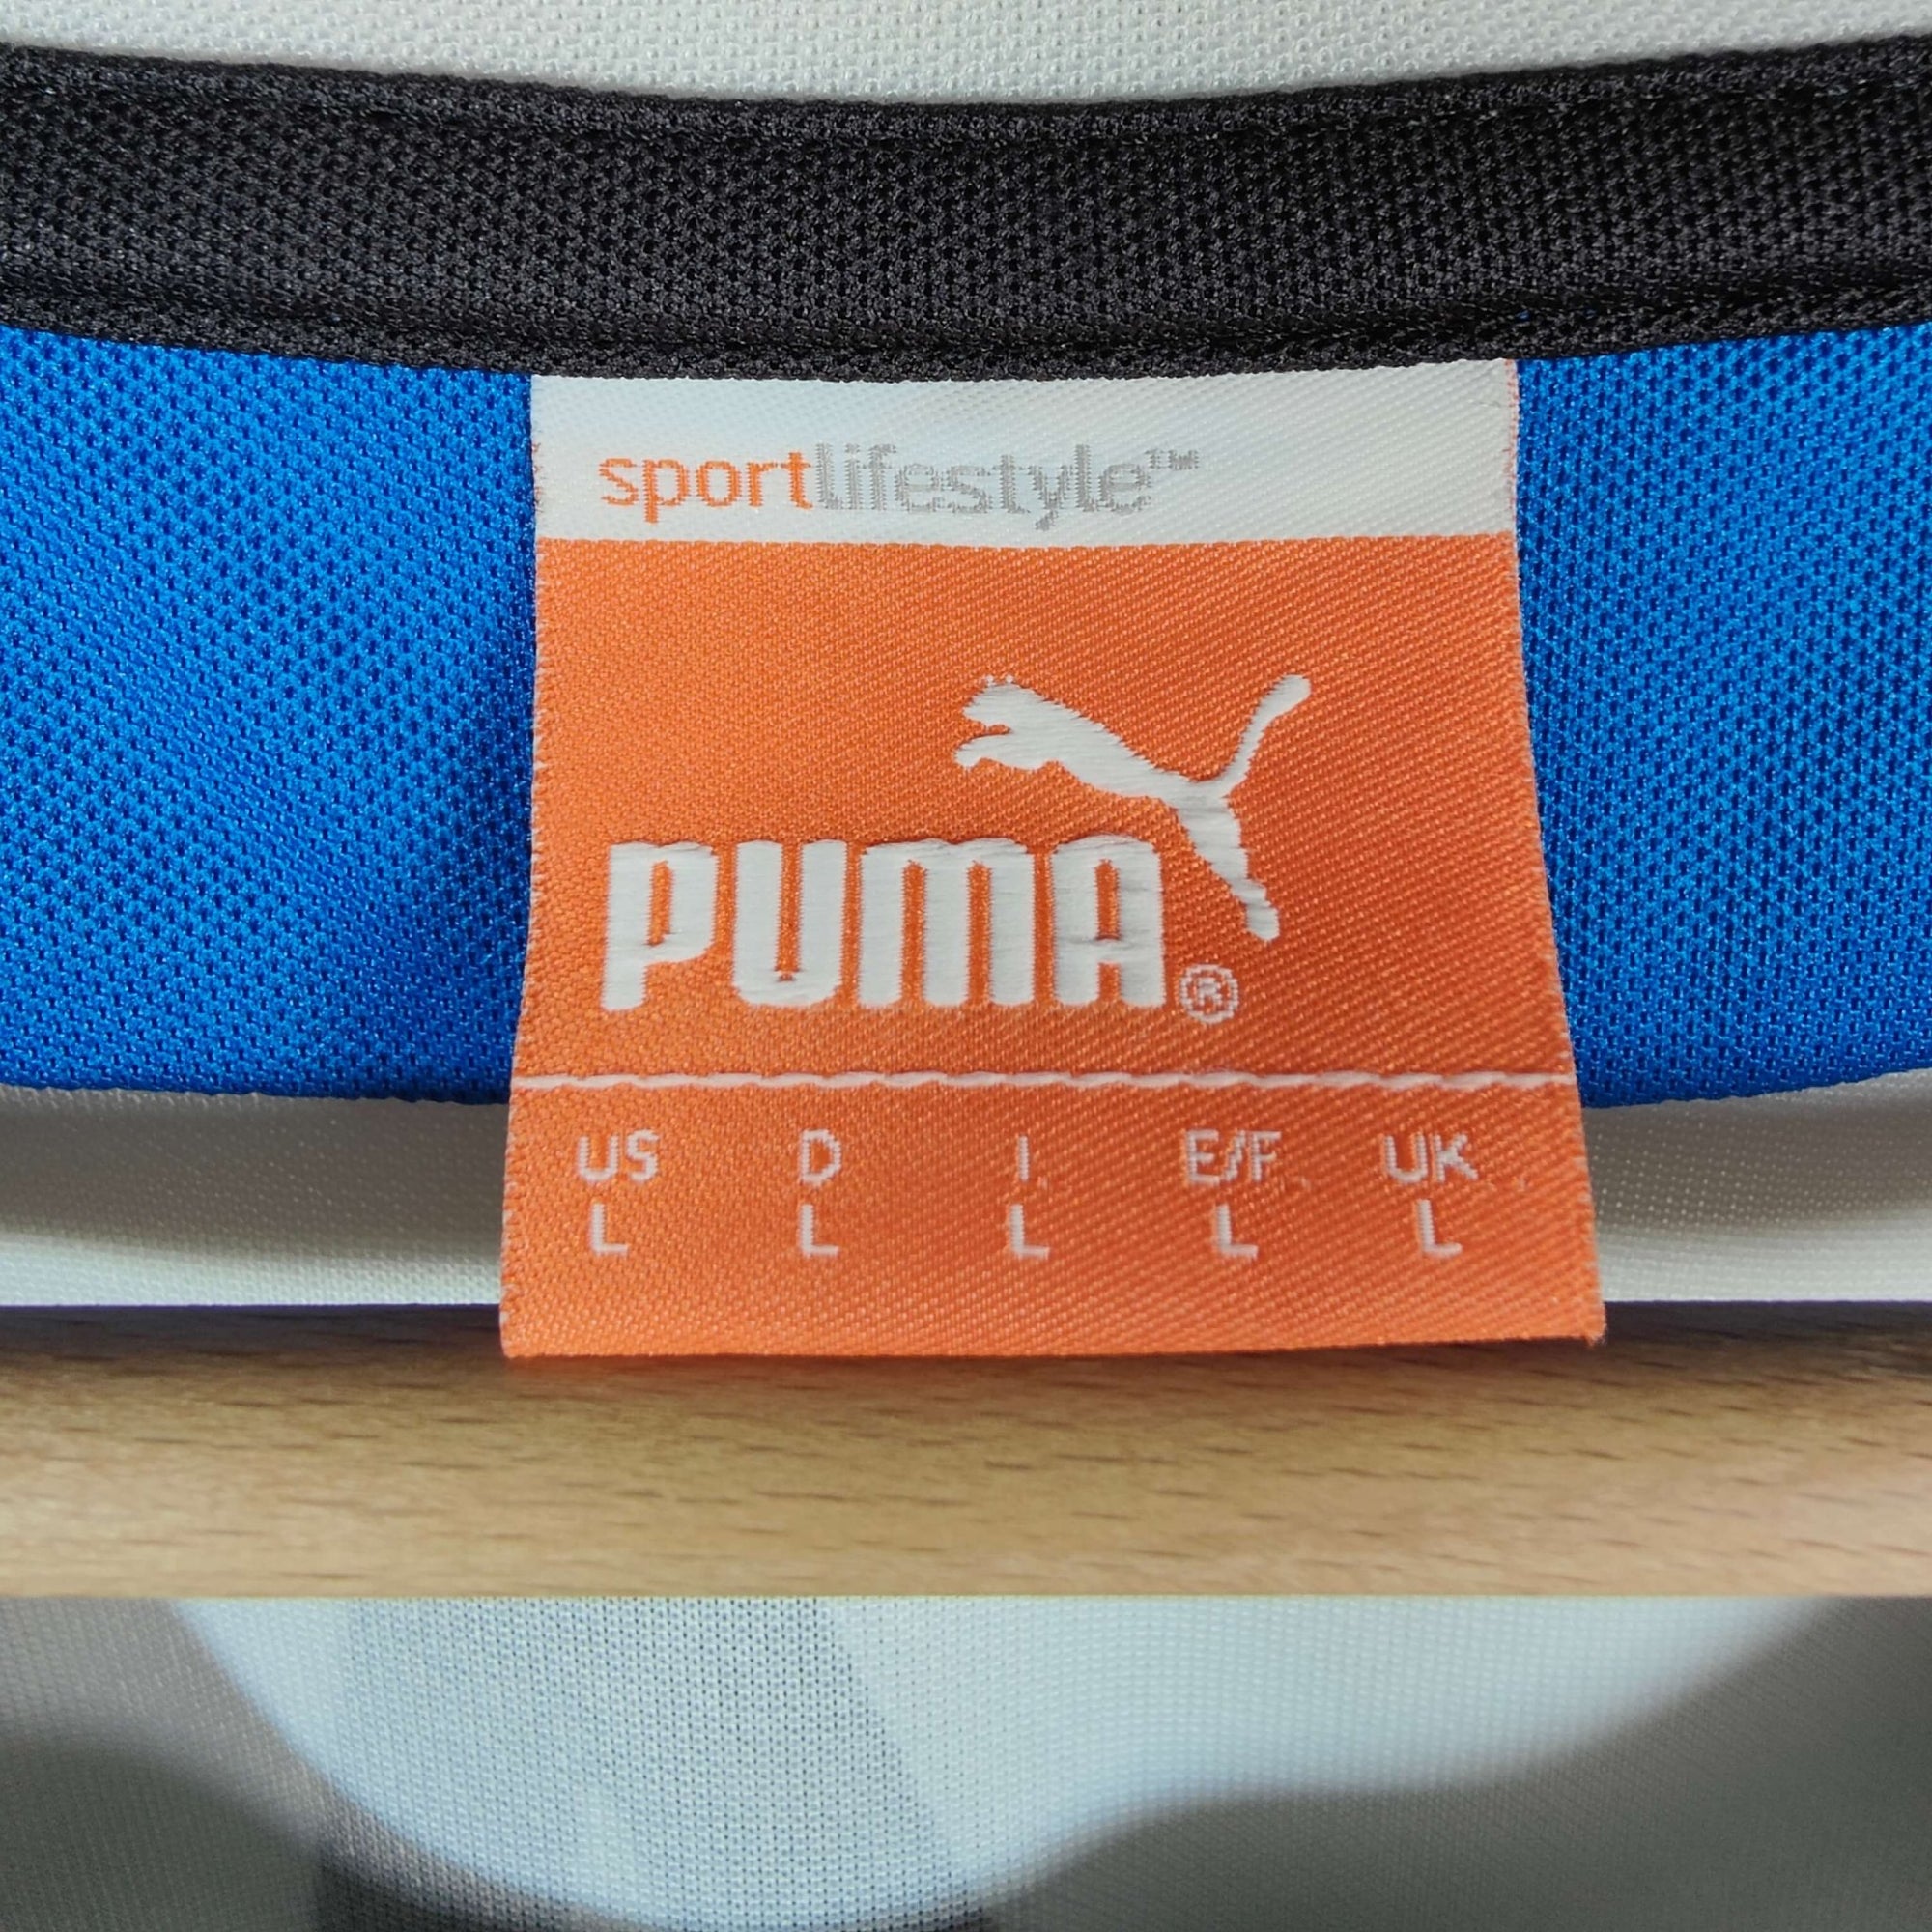 sportlifestyle™
PUMA®
US D I E/F UK
L L L L L